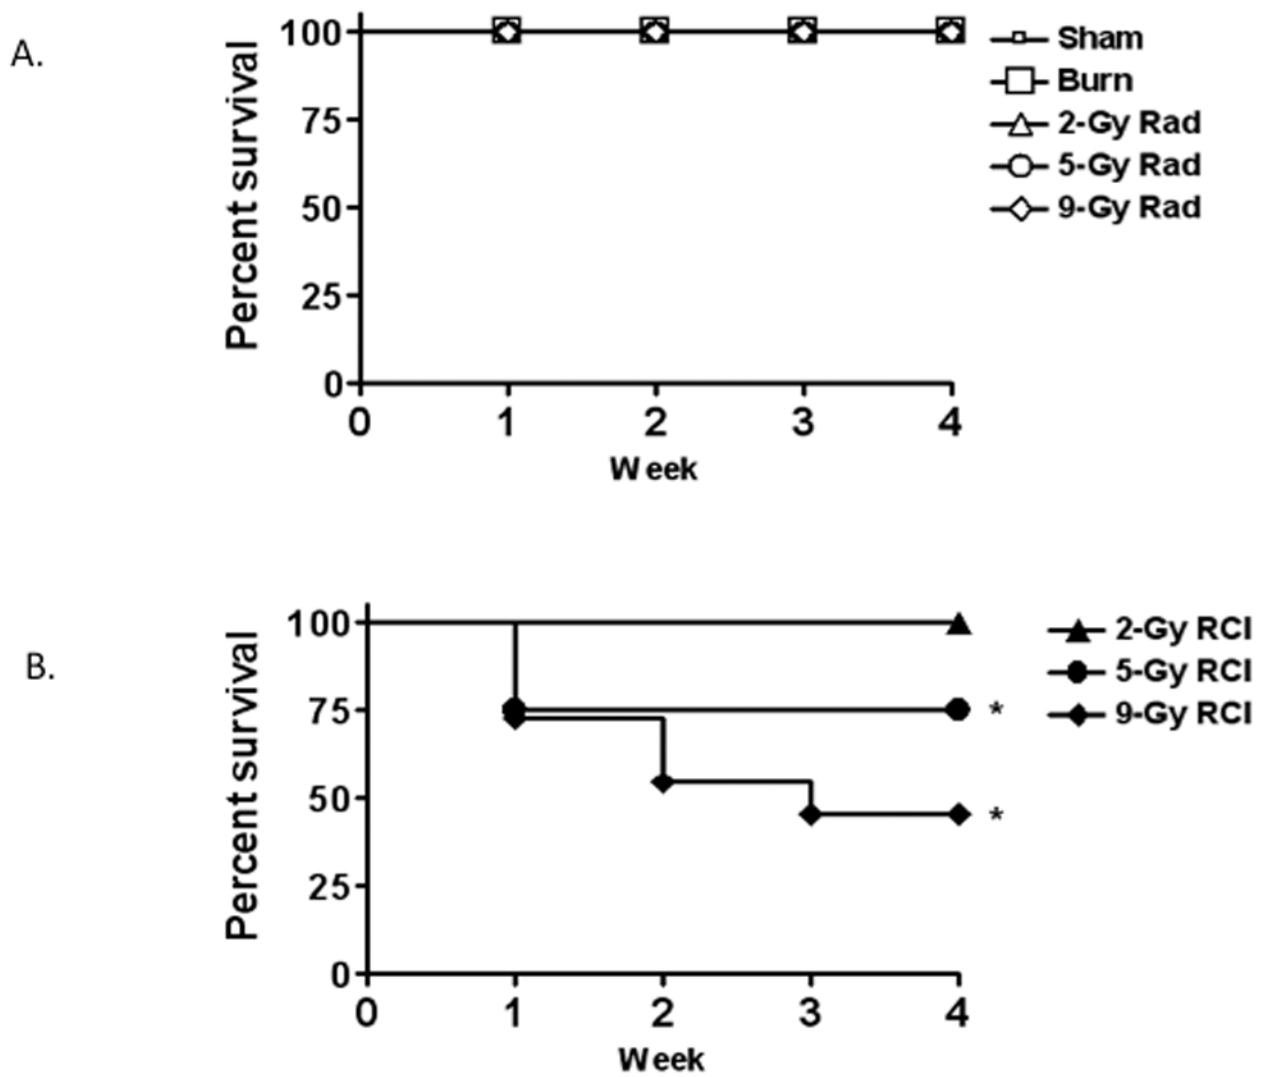 A.
Percent survival
100
75
50
25
0
0 1 2 3 4
Week
Sham
Burn
2-Gy Rad
5-Gy Rad
9-Gy Rad
B.
Percent survival
100
75
50
25
0
0 1 2 3 4
Week
*
*
2-Gy RCI
5-Gy RCI
9-Gy RCI